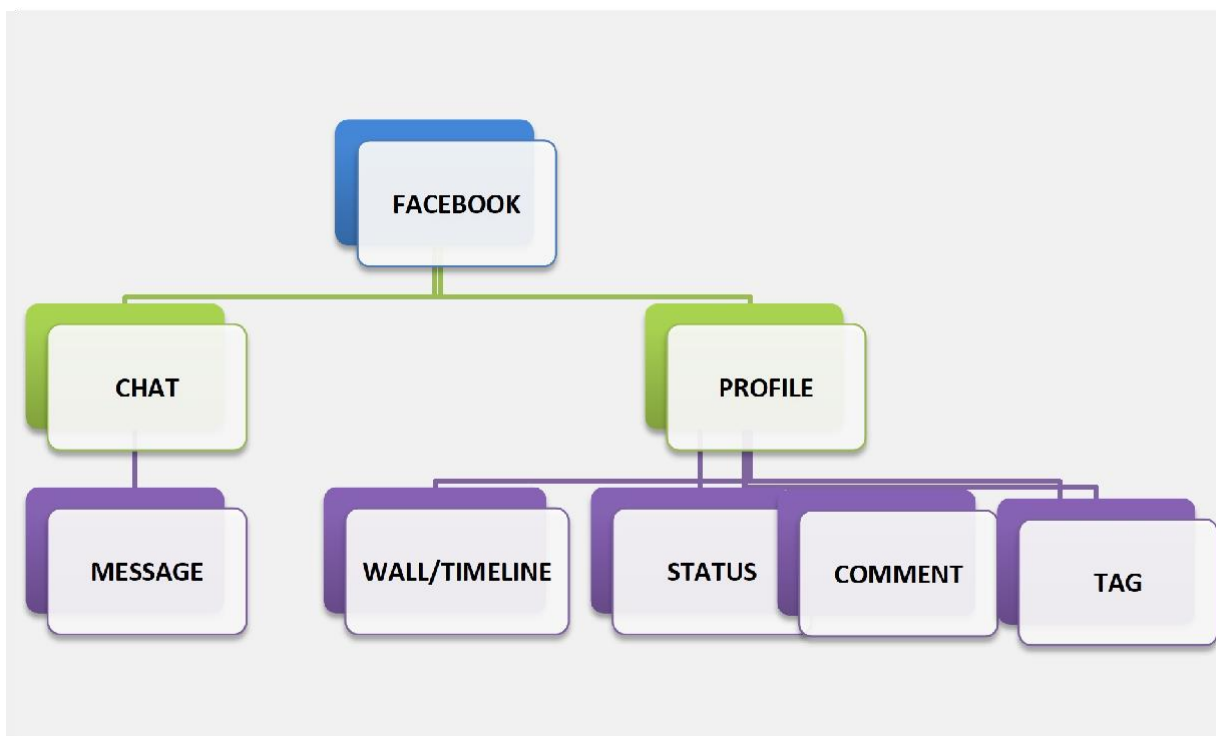 FACEBOOK
CHAT
PROFILE
MESSAGE
WALL/TIMELINE
STATUS
COMMENT
TAG